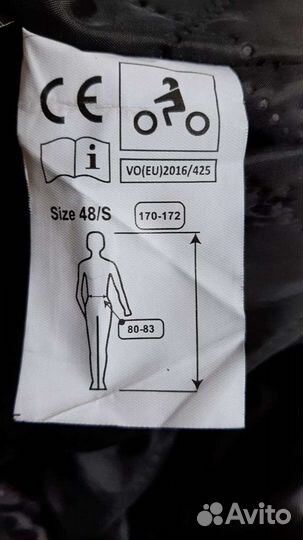 CE
i
VO(EU)2016/425
Size 48/S
170-172
80-83
Avito